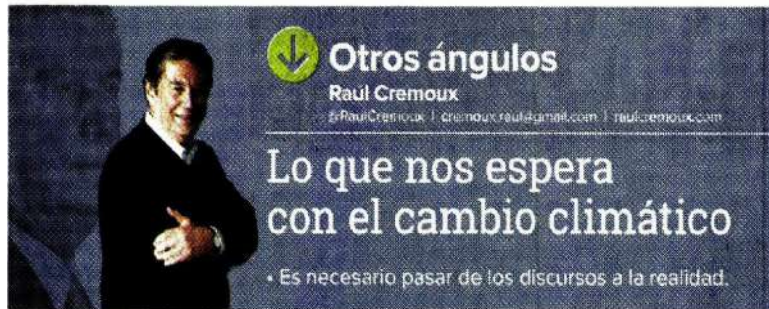 Otros ángulos
Raul Cremoux
@RaulCremoux | cremoux.raul@gmail.com | raulcremoux.com
Lo que nos espera
con el cambio climático
• Es necesario pasar de los discursos a la realidad.